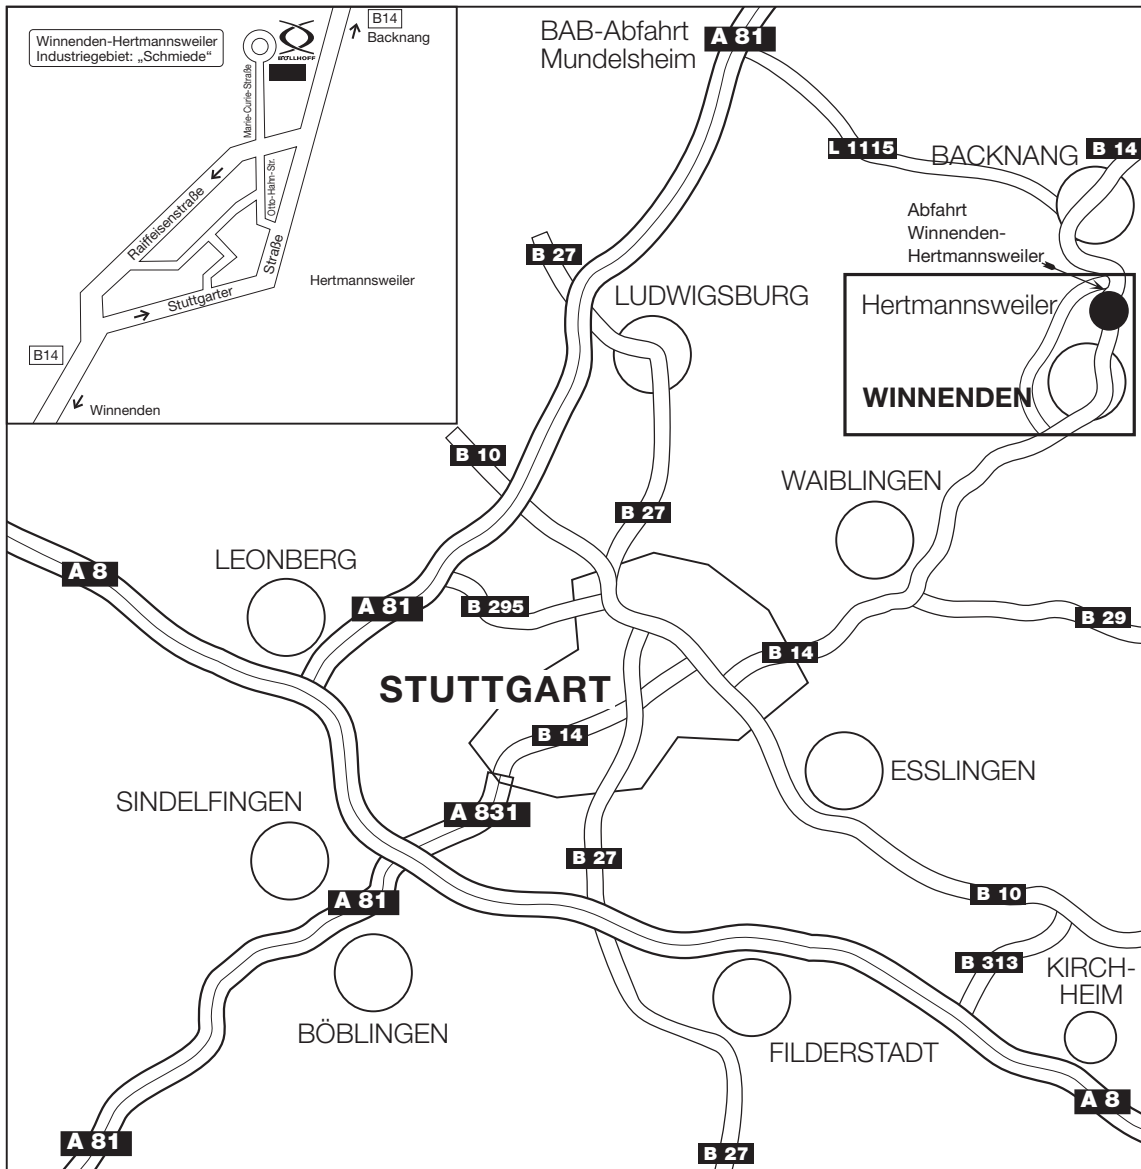 Winnenden-Hertmannsweiler
Industriegebiet: „Schmiede“
BÖLLHOFF
B14
Backnang
Marie-Curie-Straße
Otto-Hahn-Str.
Raiffeisenstraße
Stuttgarter
Straße
Hertmannsweiler
B14
Winnenden
BAB-Abfahrt
Mundelsheim
A 81
L 1115
BACKNANG
B 14
Abfahrt
Winnenden-
Hertmannsweiler
B 27
LUDWIGSBURG
Hertmannsweiler
WINNENDEN
B 10
WAIBLINGEN
B 27
LEONBERG
A 8
A 81
B 295
B 29
B 14
STUTTGART
B 14
ESSLINGEN
SINDELFINGEN
A 831
B 27
A 81
B 10
B 313
KIRCH-
HEIM
BÖBLINGEN
FILDERSTADT
A 8
A 81
B 27